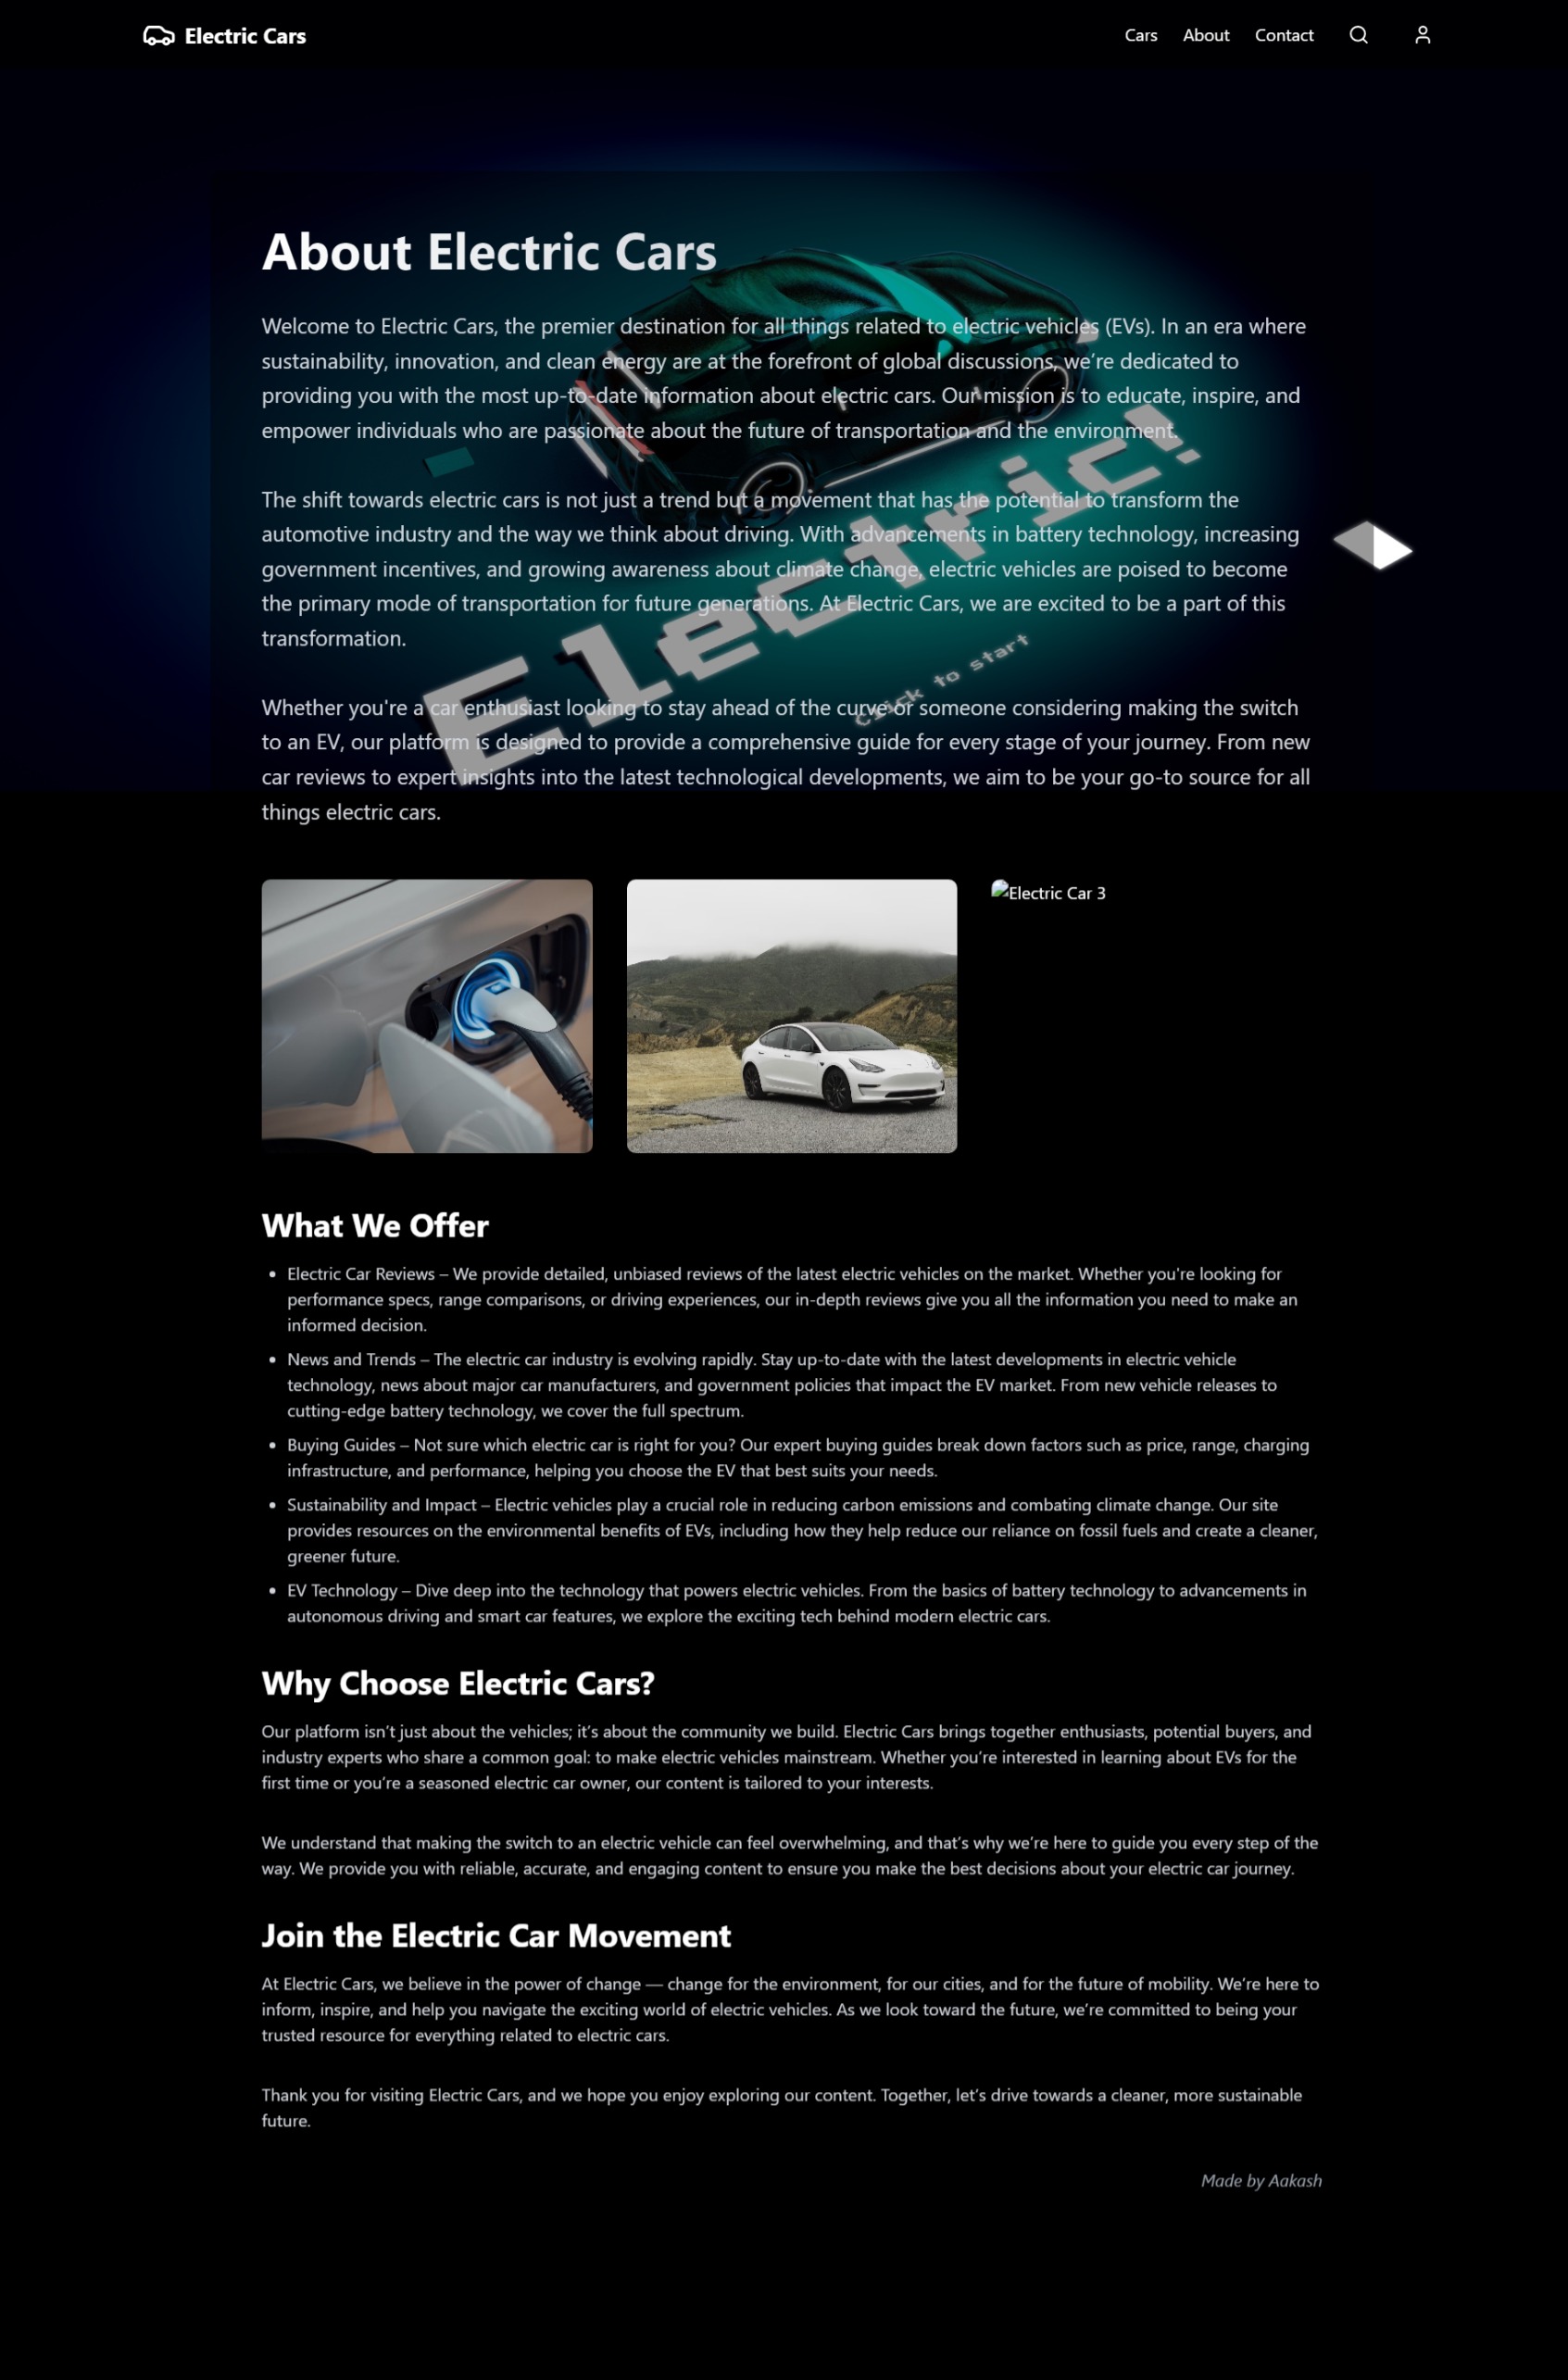 Electric Cars
Cars
About
Contact
About Electric Cars
Welcome to Electric Cars, the premier destination for all things related to electric vehicles (EVs). In an era where
sustainability, innovation, and clean energy are at the forefront of global discussions, we’re dedicated to
providing you with the most up-to-date information about electric cars. Our mission is to educate, inspire, and
empower individuals who are passionate about the future of transportation and the environment.
The shift towards electric cars is not just a trend but a movement that has the potential to transform the
automotive industry and the way we think about driving. With advancements in battery technology, increasing
government incentives, and growing awareness about climate change, electric vehicles are poised to become
the primary mode of transportation for future generations. At Electric Cars, we are excited to be a part of this
transformation.
Electric!
Click to start
Whether you're a car enthusiast looking to stay ahead of the curve or someone considering making the switch
to an EV, our platform is designed to provide a comprehensive guide for every stage of your journey. From new
car reviews to expert insights into the latest technological developments, we aim to be your go-to source for all
things electric cars.
Electric Car 3
What We Offer
• Electric Car Reviews – We provide detailed, unbiased reviews of the latest electric vehicles on the market. Whether you're looking for
performance specs, range comparisons, or driving experiences, our in-depth reviews give you all the information you need to make an
informed decision.
• News and Trends – The electric car industry is evolving rapidly. Stay up-to-date with the latest developments in electric vehicle
technology, news about major car manufacturers, and government policies that impact the EV market. From new vehicle releases to
cutting-edge battery technology, we cover the full spectrum.
• Buying Guides – Not sure which electric car is right for you? Our expert buying guides break down factors such as price, range, charging
infrastructure, and performance, helping you choose the EV that best suits your needs.
• Sustainability and Impact – Electric vehicles play a crucial role in reducing carbon emissions and combating climate change. Our site
provides resources on the environmental benefits of EVs, including how they help reduce our reliance on fossil fuels and create a cleaner,
greener future.
• EV Technology – Dive deep into the technology that powers electric vehicles. From the basics of battery technology to advancements in
autonomous driving and smart car features, we explore the exciting tech behind modern electric cars.
Why Choose Electric Cars?
Our platform isn’t just about the vehicles; it’s about the community we build. Electric Cars brings together enthusiasts, potential buyers, and
industry experts who share a common goal: to make electric vehicles mainstream. Whether you’re interested in learning about EVs for the
first time or you’re a seasoned electric car owner, our content is tailored to your interests.
We understand that making the switch to an electric vehicle can feel overwhelming, and that’s why we’re here to guide you every step of the
way. We provide you with reliable, accurate, and engaging content to ensure you make the best decisions about your electric car journey.
Join the Electric Car Movement
At Electric Cars, we believe in the power of change — change for the environment, for our cities, and for the future of mobility. We’re here to
inform, inspire, and help you navigate the exciting world of electric vehicles. As we look toward the future, we’re committed to being your
trusted resource for everything related to electric cars.
Thank you for visiting Electric Cars, and we hope you enjoy exploring our content. Together, let’s drive towards a cleaner, more sustainable
future.
Made by Aakash